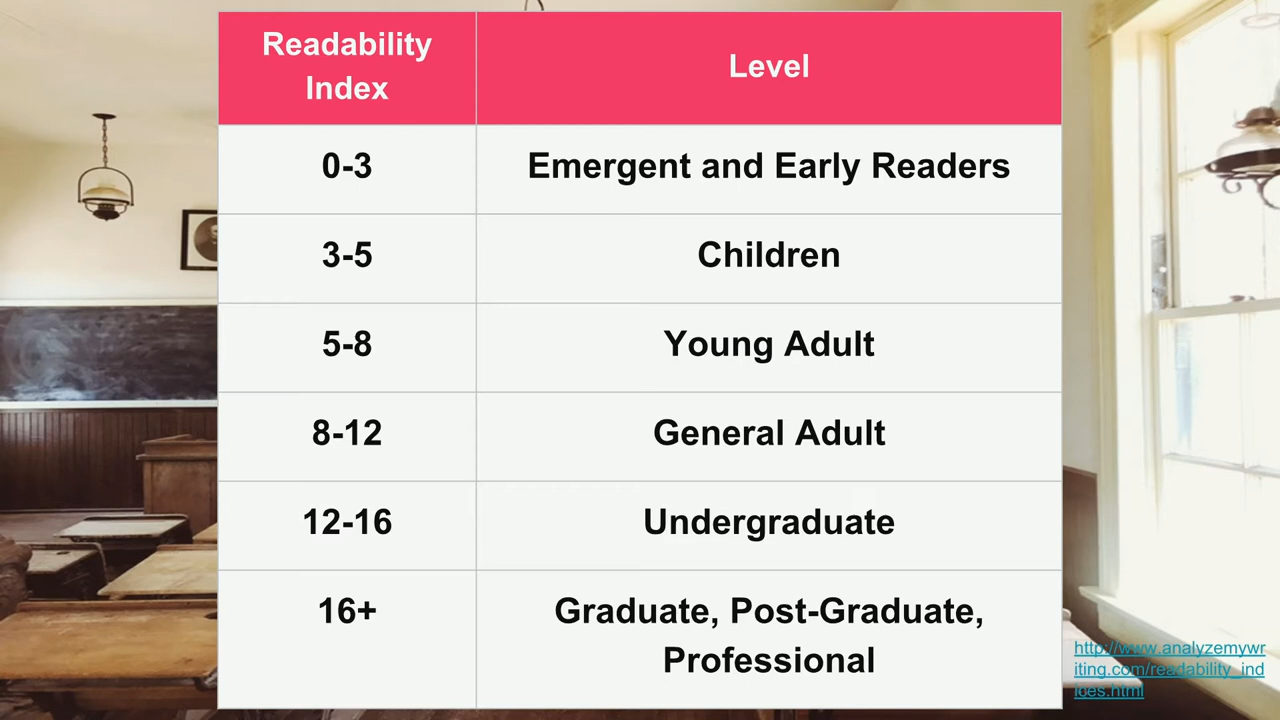 Readability
Index
Level
0-3
Emergent and Early Readers
3-5
Children
5-8
Young Adult
8-12
General Adult
12-16
Undergraduate
16+
Graduate, Post-Graduate,
Professional
http://www.analyzemywr
iting.com/readability_ind
ices.html